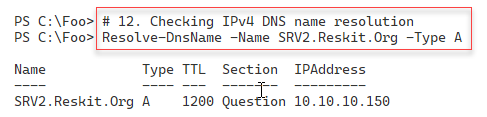 PS C:\Foo> # 12. Checking IPv4 DNS name resolution
PS C:\Foo> Resolve-DnsName -Name SRV2.Reskit.Org -Type A
Name Type TTL Section IPAddress
---- ---- --- ------- ---------
SRV2.Reskit.Org A 1200 Question 10.10.10.150